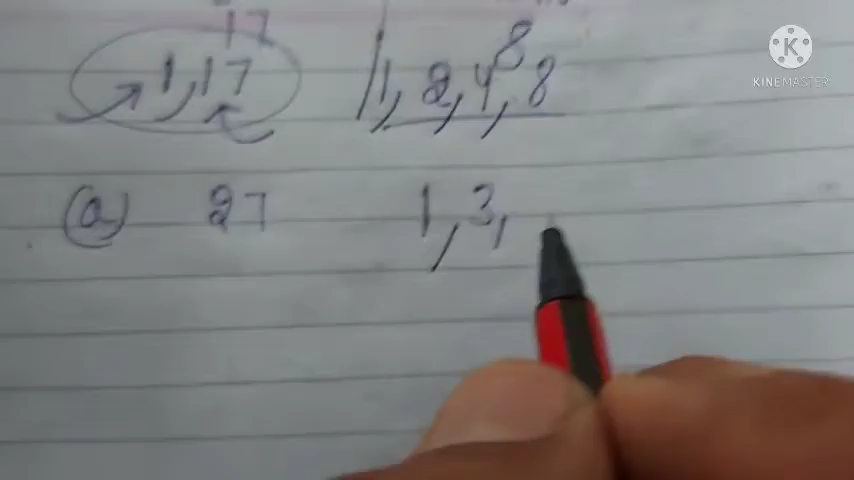 17 8
1, 17 1, 2, 4, 8
(a) 27 1, 3,
KINEMASTER